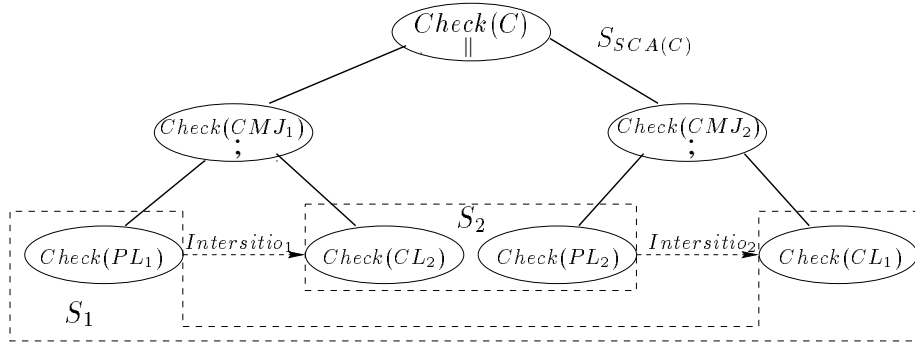 Check(C)
||
S_{SCA(C)}
Check(CMJ_1)
;
Check(CMJ_2)
;
S_2
Check(PL_1)
Intersitio_1
Check(CL_2)
Check(PL_2)
Intersitio_2
Check(CL_1)
S_1